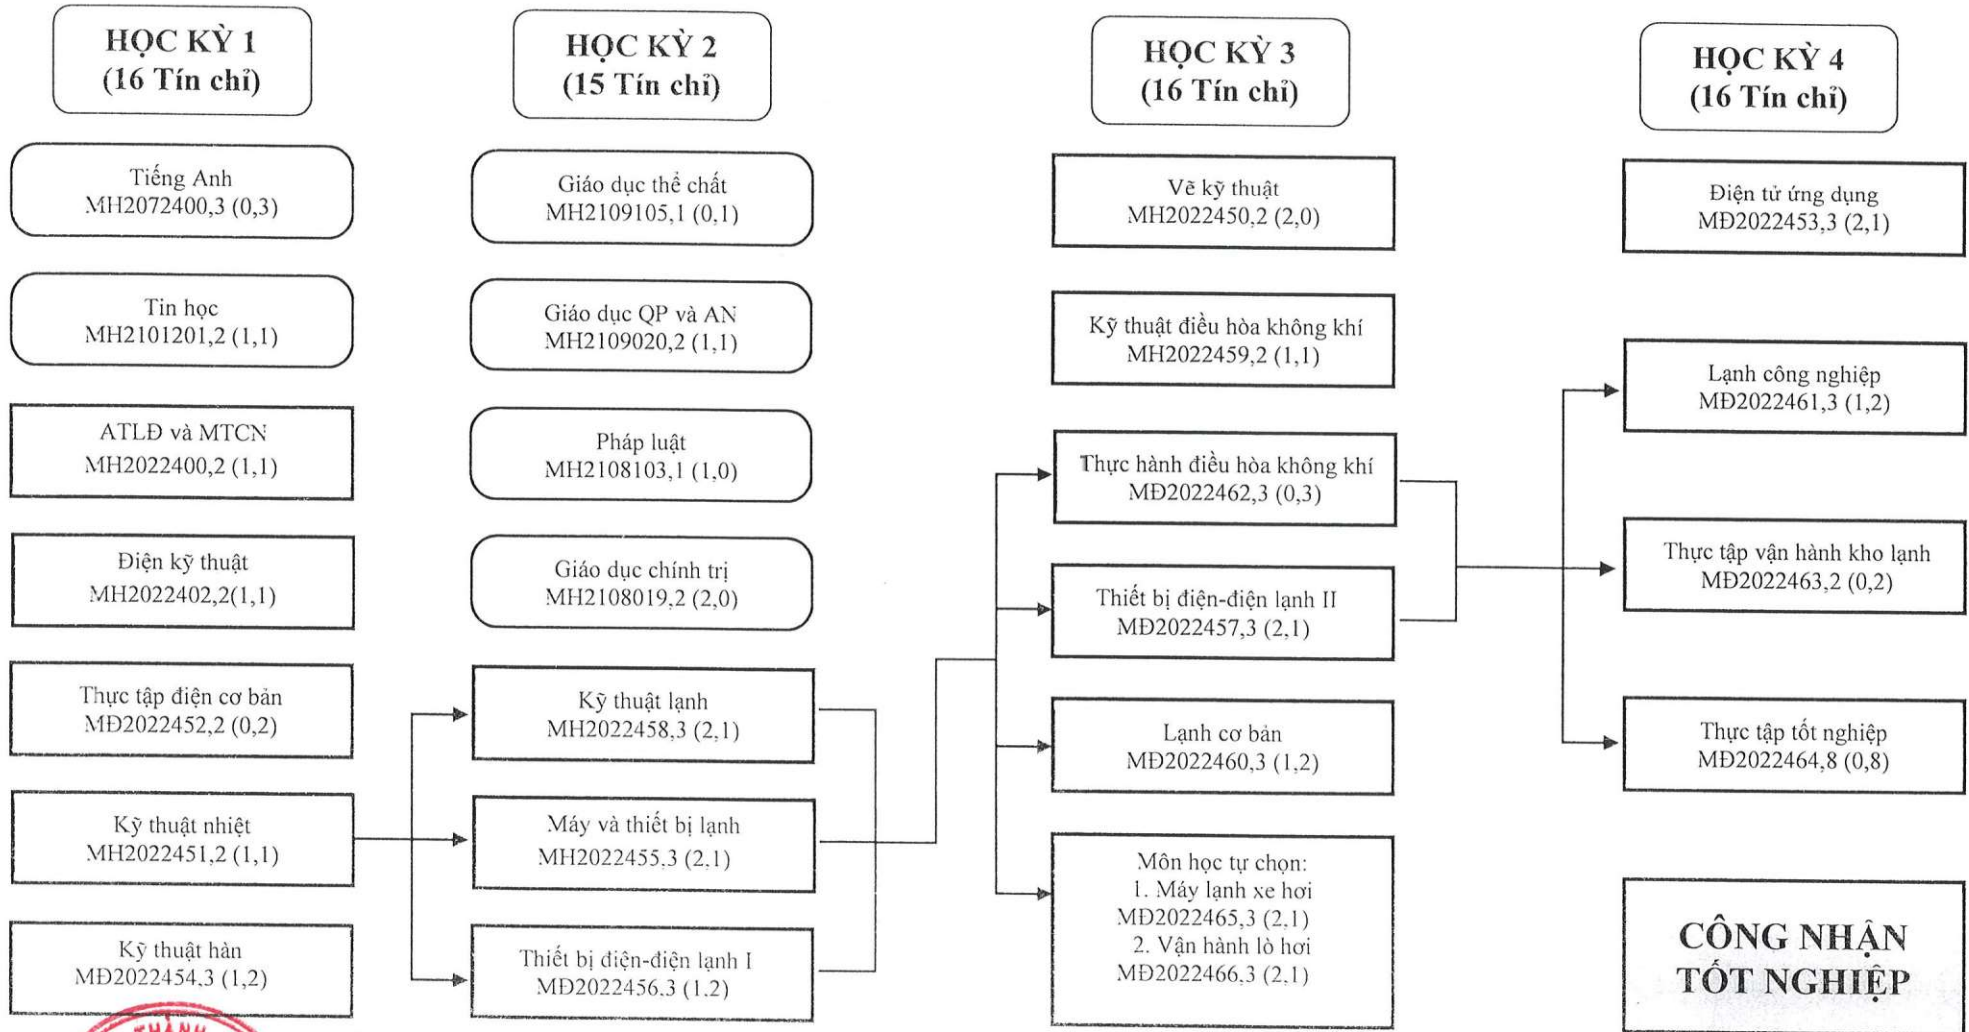 HỌC KỲ 1
(16 Tín chỉ)
Tiếng Anh
MH2072400,3 (0,3)
Tin học
MH2101201,2 (1,1)
ATLĐ và MTCN
MH2022400,2 (1,1)
Điện kỹ thuật
MH2022402,2(1,1)
Thực tập điện cơ bản
MĐ2022452,2 (0,2)
Kỹ thuật nhiệt
MH2022451,2 (1,1)
Kỹ thuật hàn
MĐ2022454,3 (1,2)
THÀNH
HỌC KỲ 2
(15 Tín chỉ)
Giáo dục thể chất
MH2109105,1 (0,1)
Giáo dục QP và AN
MH2109020,2 (1,1)
Pháp luật
MH2108103,1 (1,0)
Giáo dục chính trị
MH2108019,2 (2,0)
Kỹ thuật lạnh
MH2022458,3 (2,1)
Máy và thiết bị lạnh
MH2022455,3 (2,1)
Thiết bị điện-điện lạnh I
MĐ2022456,3 (1,2)
HỌC KỲ 3
(16 Tín chỉ)
Vẽ kỹ thuật
MH2022450,2 (2,0)
Kỹ thuật điều hòa không khí
MH2022459,2 (1,1)
Thực hành điều hòa không khí
MĐ2022462,3 (0,3)
Thiết bị điện-điện lạnh II
MĐ2022457,3 (2,1)
Lạnh cơ bản
MĐ2022460,3 (1,2)
Môn học tự chọn:
1. Máy lạnh xe hơi
MĐ2022465,3 (2,1)
2. Vận hành lò hơi
MĐ2022466,3 (2,1)
HỌC KỲ 4
(16 Tín chỉ)
Điện tử ứng dụng
MĐ2022453,3 (2,1)
Lạnh công nghiệp
MĐ2022461,3 (1,2)
Thực tập vận hành kho lạnh
MĐ2022463,2 (0,2)
Thực tập tốt nghiệp
MĐ2022464,8 (0,8)
CÔNG NHẬN
TỐT NGHIỆP